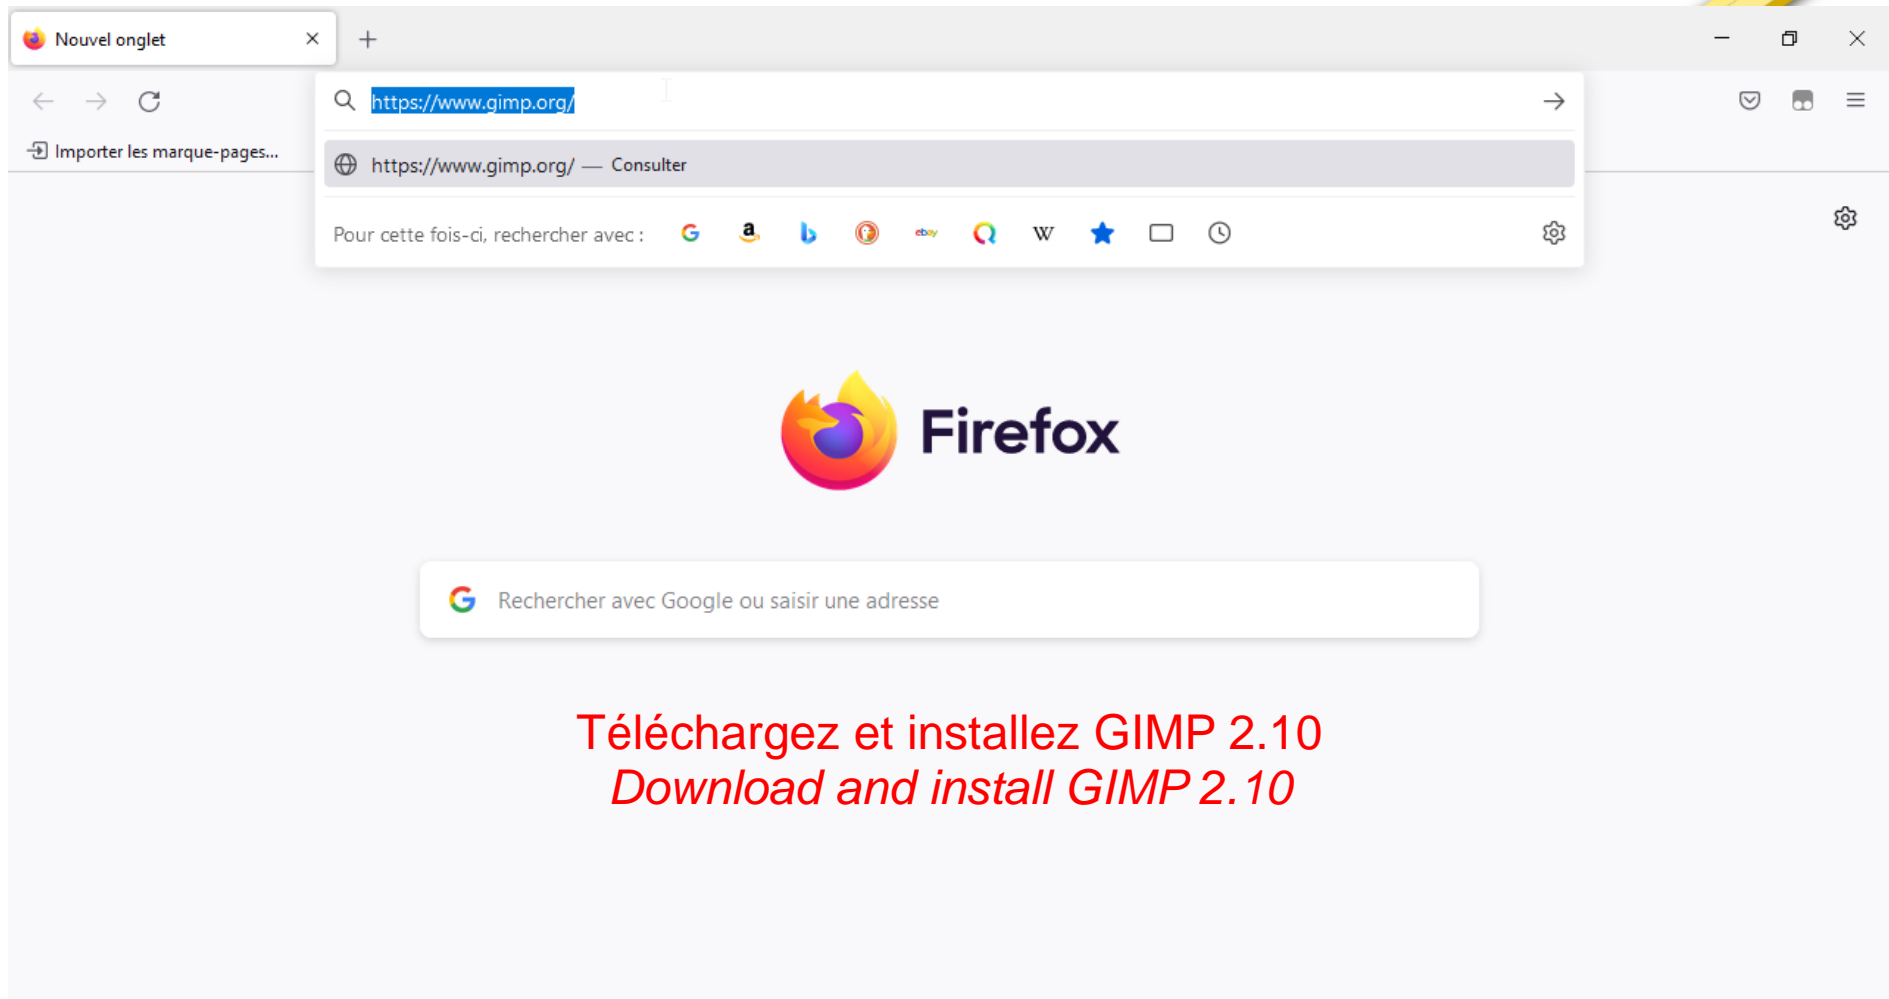 Nouvel onglet
https://www.gimp.org/
Importer les marque-pages...
https://www.gimp.org/ — Consulter
Pour cette fois-ci, rechercher avec :
a
ebay
W
Firefox
Rechercher avec Google ou saisir une adresse
Téléchargez et installez GIMP 2.10
Download and install GIMP 2.10